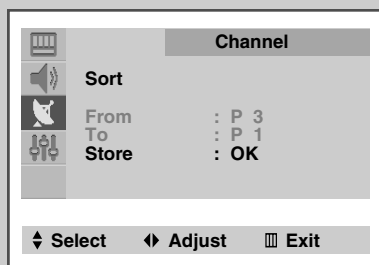 Channel
Sort
From : P 3
To : P 1
Store : OK
Select Adjust Exit